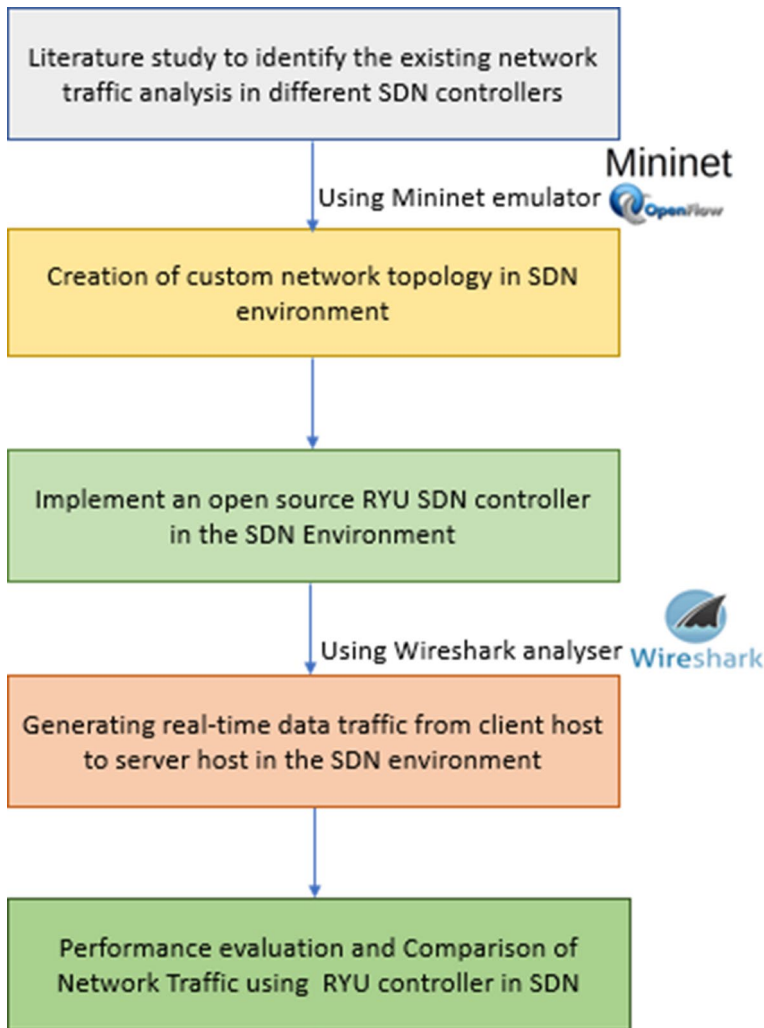 Literature study to identify the existing network
traffic analysis in different SDN controllers
Mininet
Using Mininet emulator
OpenFlow
Creation of custom network topology in SDN
environment
Implement an open source RYU SDN controller
in the SDN Environment
Using Wireshark analyser
Wireshark
Generating real-time data traffic from client host
to server host in the SDN environment
Performance evaluation and Comparison of
Network Traffic using RYU controller in SDN